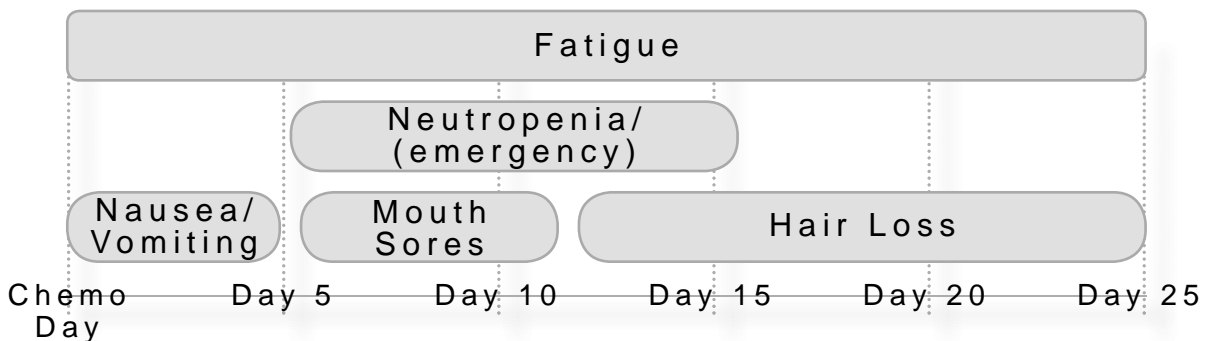 Fatigue
Neutropenia/
(emergency)
Nausea/
Vomiting
Mouth
Sores
Hair Loss
Chemo
Day
Day 5
Day 10
Day 15
Day 20
Day 25